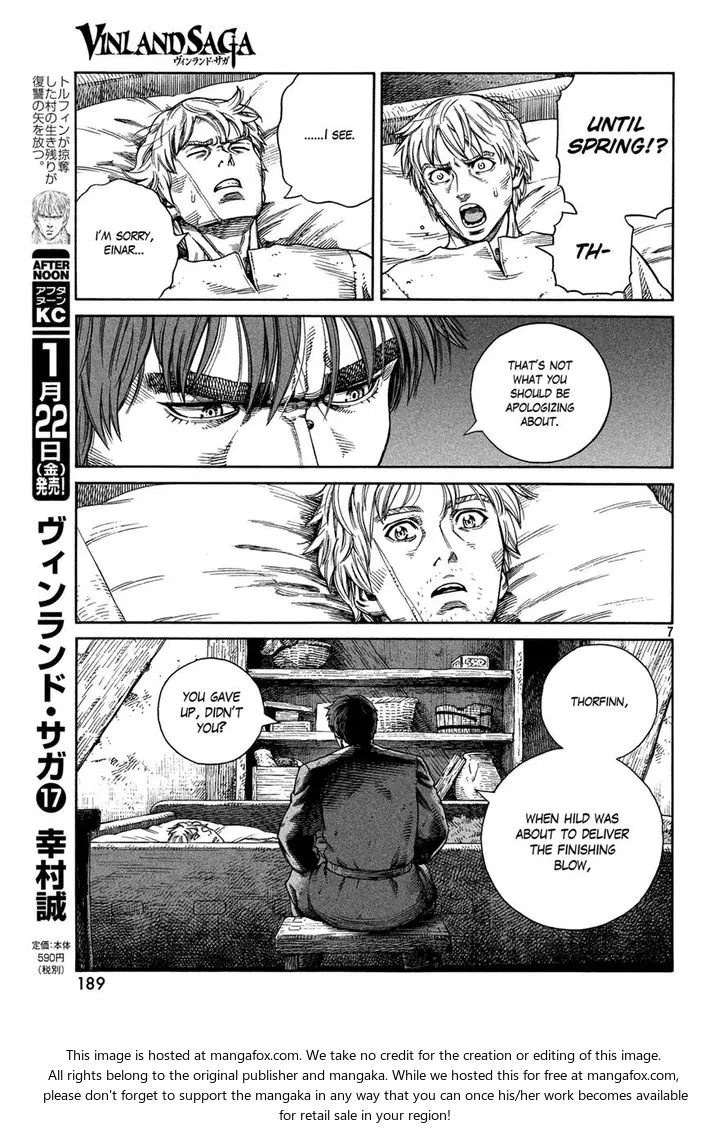 VINLAND SAGA
ヴィンランド・サガ
トルフィンが掠奪
した村の生き残りが
復讐の矢を放つ。
AFTER
NOON
アフタ
ヌーン
KC
1月22日(金)発売!
ヴィンランド・サガ⑰ 幸村誠
定価:本体
590円
(税別)
UNTIL
SPRING!?
TH-
......I SEE.
I'M SORRY,
EINAR...
THAT'S NOT
WHAT YOU
SHOULD BE
APOLOGIZING
ABOUT.
7
THORFINN,
WHEN HILD WAS
ABOUT TO DELIVER
THE FINISHING
BLOW,
YOU GAVE
UP, DIDN'T
YOU?
189
This image is hosted at mangafox.com. We take no credit for the creation or editing of this image.
All rights belong to the original publisher and mangaka. While we hosted this for free at mangafox.com,
please don't forget to support the mangaka in any way that you can once his/her work becomes available
for retail sale in your region!